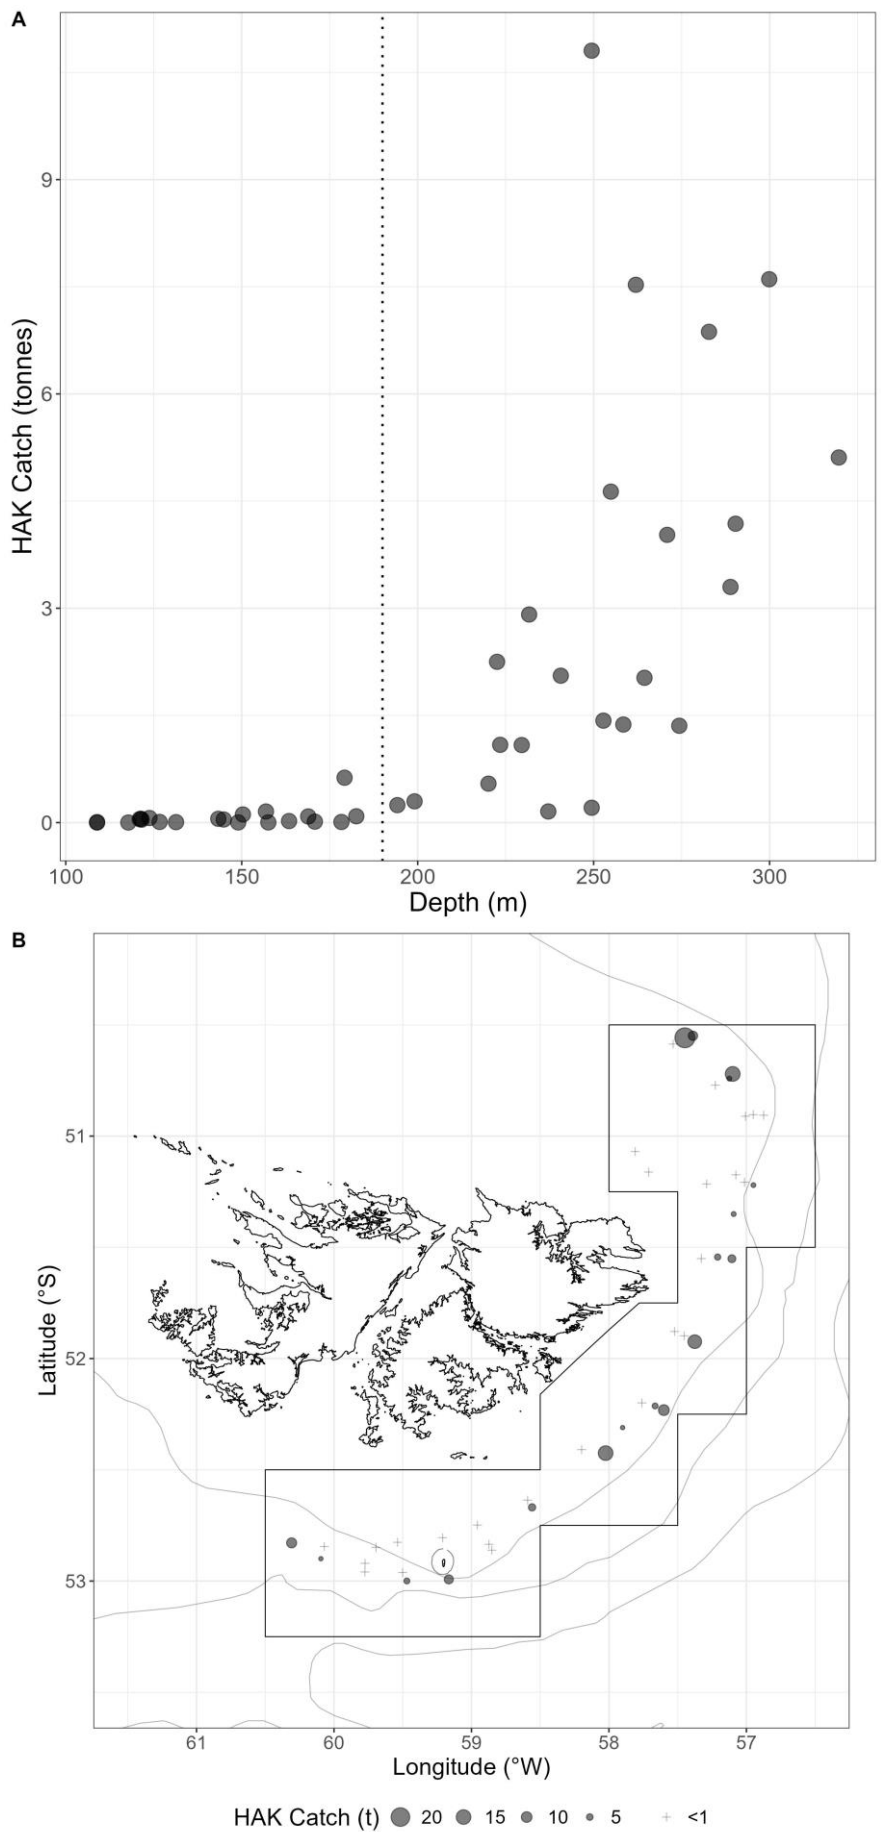 A
HAK Catch (tonnes)
9
6
3
0
100 150 200 250 300
Depth (m)
B
Latitude (°S)
51
52
53
61 60 59 58 57
Longitude (°W)
HAK Catch (t) 20 15 10 5 <1